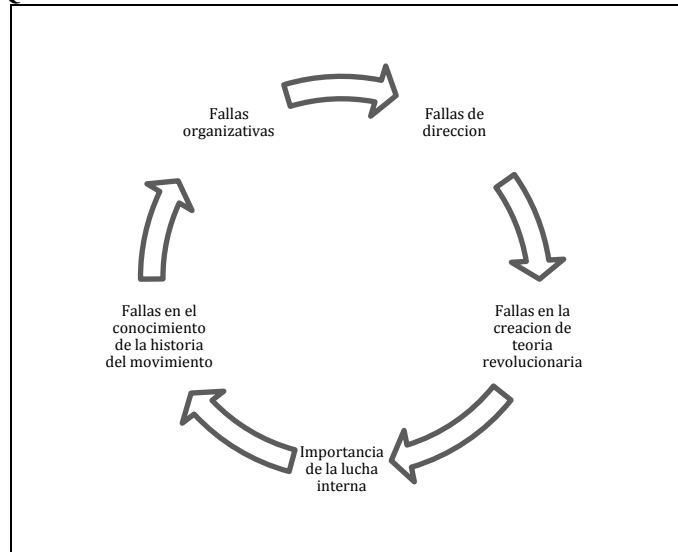 Fallas
organizativas
Fallas de
direccion
Fallas en la
creacion de
teoria
revolucionaria
Importancia
de la lucha
interna
Fallas en el
conocimiento
de la historia
del movimiento